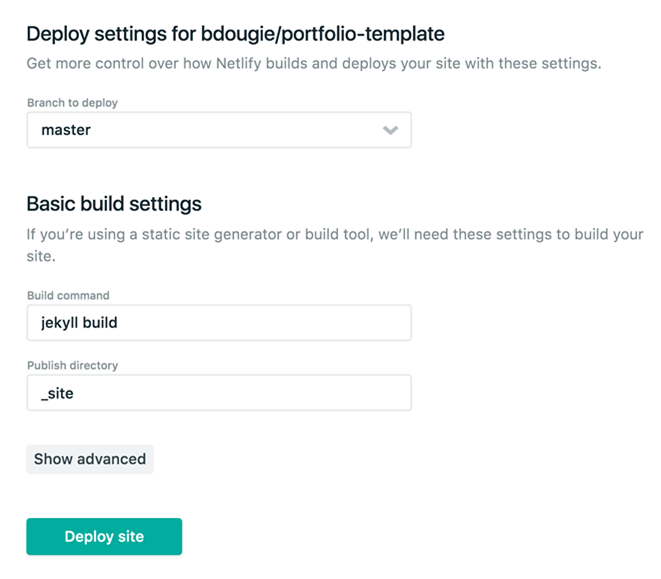 Deploy settings for bdougie/portfolio-template
Get more control over how Netlify builds and deploys your site with these settings.
Branch to deploy
master
Basic build settings
If you’re using a static site generator or build tool, we’ll need these settings to build your
site.
Build command
jekyll build
Publish directory
_site
Show advanced
Deploy site